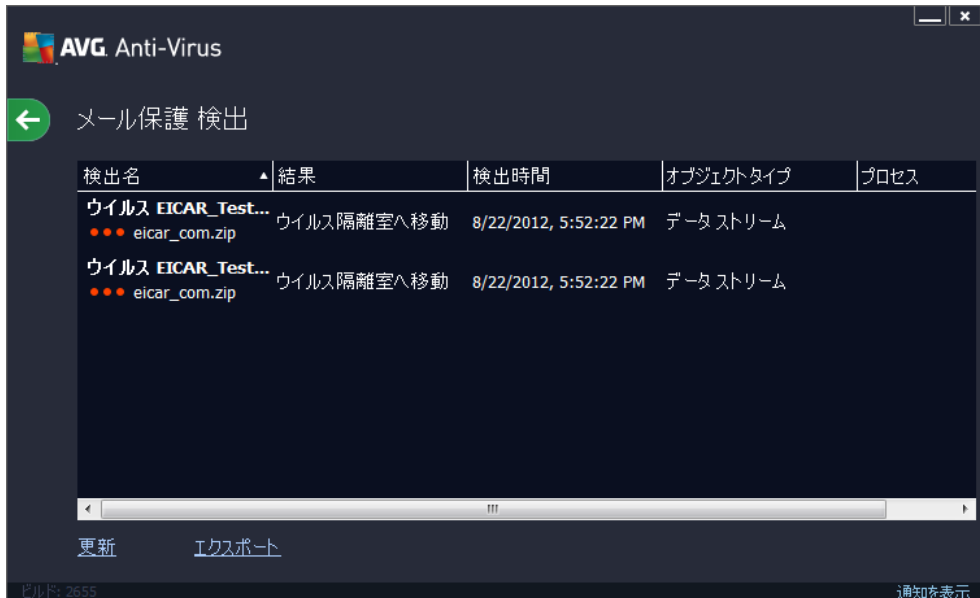 AVG. Anti-Virus
メール保護 検出
検出名 結果 検出時間 オブジェクトタイプ プロセス
ウイルス EICAR_Test...
eicar_com.zip
ウイルス隔離室へ移動 8/22/2012, 5:52:22 PM データ ストリーム
ウイルス EICAR_Test...
eicar_com.zip
ウイルス隔離室へ移動 8/22/2012, 5:52:22 PM データ ストリーム
更新 エクスポート
ビルド: 2655 通知を表示